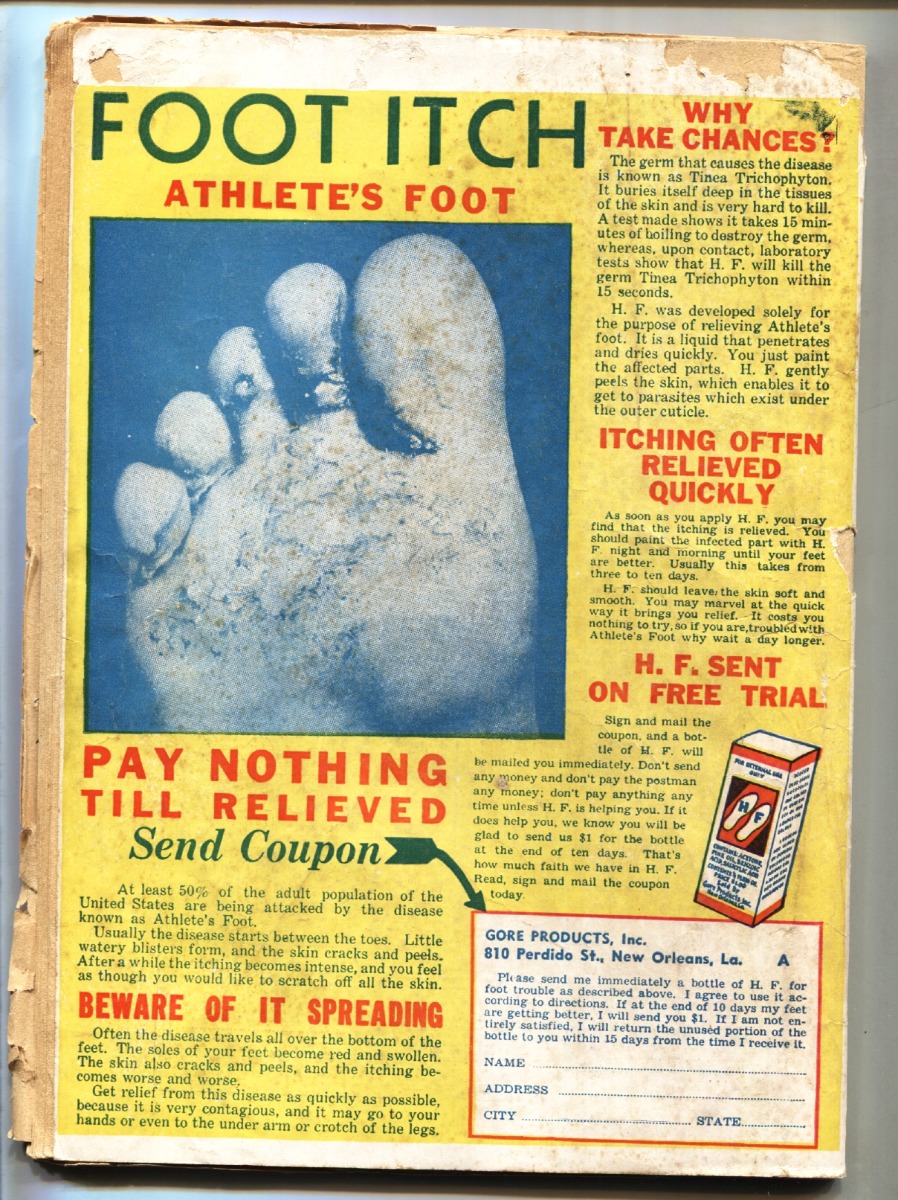 FOOT ITCH
ATHLETE'S FOOT
PAY NOTHING
TILL RELIEVED
Send Coupon
At least 50% of the adult population of the
United States are being attacked by the disease
known as Athlete's Foot.
Usually the disease starts between the toes. Little
watery blisters form, and the skin cracks and peels.
After a while the itching becomes intense, and you feel
as though you would like to scratch off all the skin.
BEWARE OF IT SPREADING
Often the disease travels all over the bottom of the
feet. The soles of your feet become red and swollen.
The skin also cracks and peels, and the itching be-
comes worse and worse.
Get relief from this disease as quickly as possible,
because it is very contagious, and it may go to your
hands or even to the under arm or crotch of the legs.
WHY
TAKE CHANCES?
The germ that causes the disease
is known as Tinea Trichophyton.
It buries itself deep in the tissues
of the skin and is very hard to kill.
A test made shows it takes 15 min-
utes of boiling to destroy the germ,
whereas, upon contact, laboratory
tests show that H. F. will kill the
germ Tinea Trichophyton within
15 seconds.
H. F. was developed solely for
the purpose of relieving Athlete's
foot. It is a liquid that penetrates
and dries quickly. You just paint
the affected parts. H. F. gently
peels the skin, which enables it to
get to parasites which exist under
the outer cuticle.
ITCHING OFTEN
RELIEVED
QUICKLY
As soon as you apply H. F. you may
find that the itching is relieved. You
should paint the infected part with H.
F. night and morning until your feet
are better. Usually this takes from
three to ten days.
H. F. should leave the skin soft and
smooth. You may marvel at the quick
way it brings you relief. It costs you
nothing to try, so if you are troubled with
Athlete's Foot why wait a day longer.
H. F. SENT
ON FREE TRIAL
Sign and mail the
coupon, and a bot-
tle of H. F. will
be mailed you immediately. Don't send
any money and don't pay the postman
any money; don't pay anything any
time unless H. F. is helping you. If it
does help you, we know you will be
glad to send us $1 for the bottle
at the end of ten days. That's
how much faith we have in H. F.
Read, sign and mail the coupon
today.
FOR EXTERNAL USE
ONLY
H F
GORE PRODUCTS, Inc.
810 Perdido St., New Orleans, La. A
Please send me immediately a bottle of H. F. for
foot trouble as described above. I agree to use it ac-
cording to directions. If at the end of 10 days my feet
are getting better, I will send you $1. If I am not en-
tirely satisfied, I will return the unused portion of the
bottle to you within 15 days from the time I receive it.
NAME
ADDRESS
CITY STATE